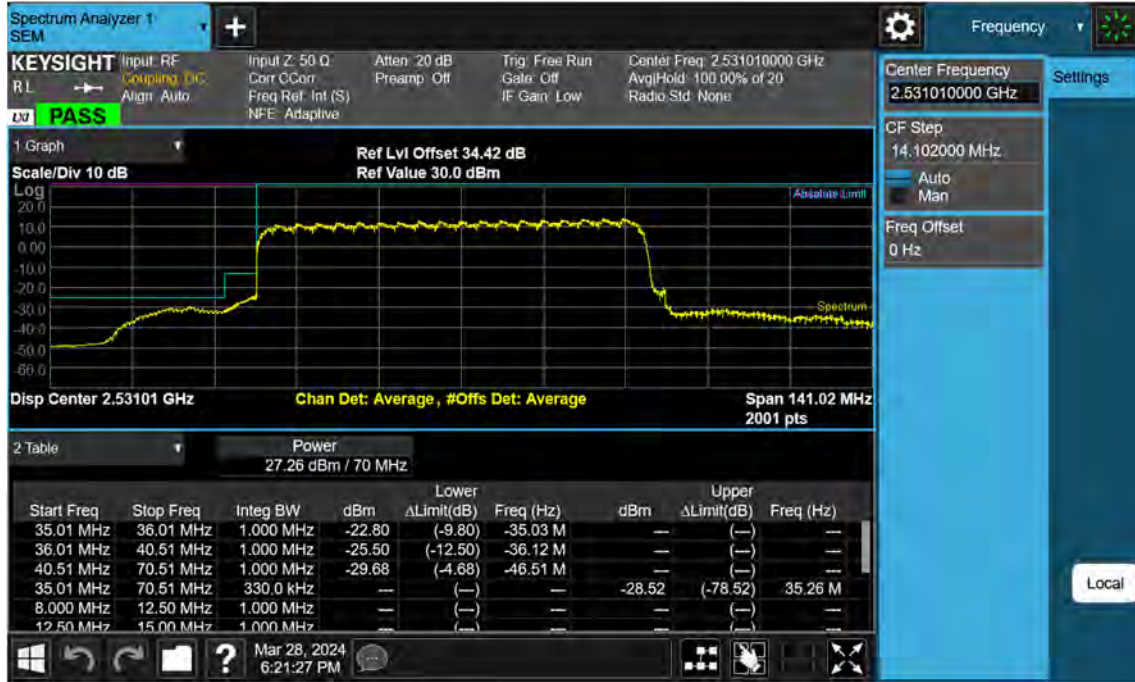 Spectrum Analyzer 1
SEM
+
Frequency
KEYSIGHT
RL
LXI
PASS
Input: RF
Coupling: DC
Align: Auto
Input Z: 50 Ω
Corr CCorr
Freq Ref: Int (S)
NFE: Adaptive
Atten: 20 dB
Preamp: Off
Trig: Free Run
Gate: Off
IF Gain: Low
Center Freq: 2.531010000 GHz
Avg|Hold: 100.00% of 20
Radio Std: None
Center Frequency
2.531010000 GHz
Settings
CF Step
14.102000 MHz
Auto
Man
Freq Offset
0 Hz
1 Graph
Scale/Div 10 dB
Ref Lvl Offset 34.42 dB
Ref Value 30.0 dBm
Log
Absolute Limit
20.0
10.0
0.00
-10.0
-20.0
-30.0
-40.0
-50.0
-60.0
Spectrum
Disp Center 2.53101 GHz
Chan Det: Average, #Offs Det: Average
Span 141.02 MHz
2001 pts
2 Table
Power
27.26 dBm / 70 MHz
Lower Upper
Start Freq Stop Freq Integ BW dBm ΔLimit(dB) Freq (Hz) dBm ΔLimit(dB) Freq (Hz)
35.01 MHz 36.01 MHz 1.000 MHz -22.80 (-9.80) -35.03 M --- (---) ---
36.01 MHz 40.51 MHz 1.000 MHz -25.50 (-12.50) -36.12 M --- (---) ---
40.51 MHz 70.51 MHz 1.000 MHz -29.68 (-4.68) -46.51 M --- (---) ---
35.01 MHz 70.51 MHz 330.0 kHz --- (---) --- -28.52 (-78.52) 35.26 M
8.000 MHz 12.50 MHz 1.000 MHz --- (---) --- --- (---) ---
12.50 MHz 15.00 MHz 1.000 MHz --- (---) --- --- (---) ---
Local
?
Mar 28, 2024
6:21:27 PM